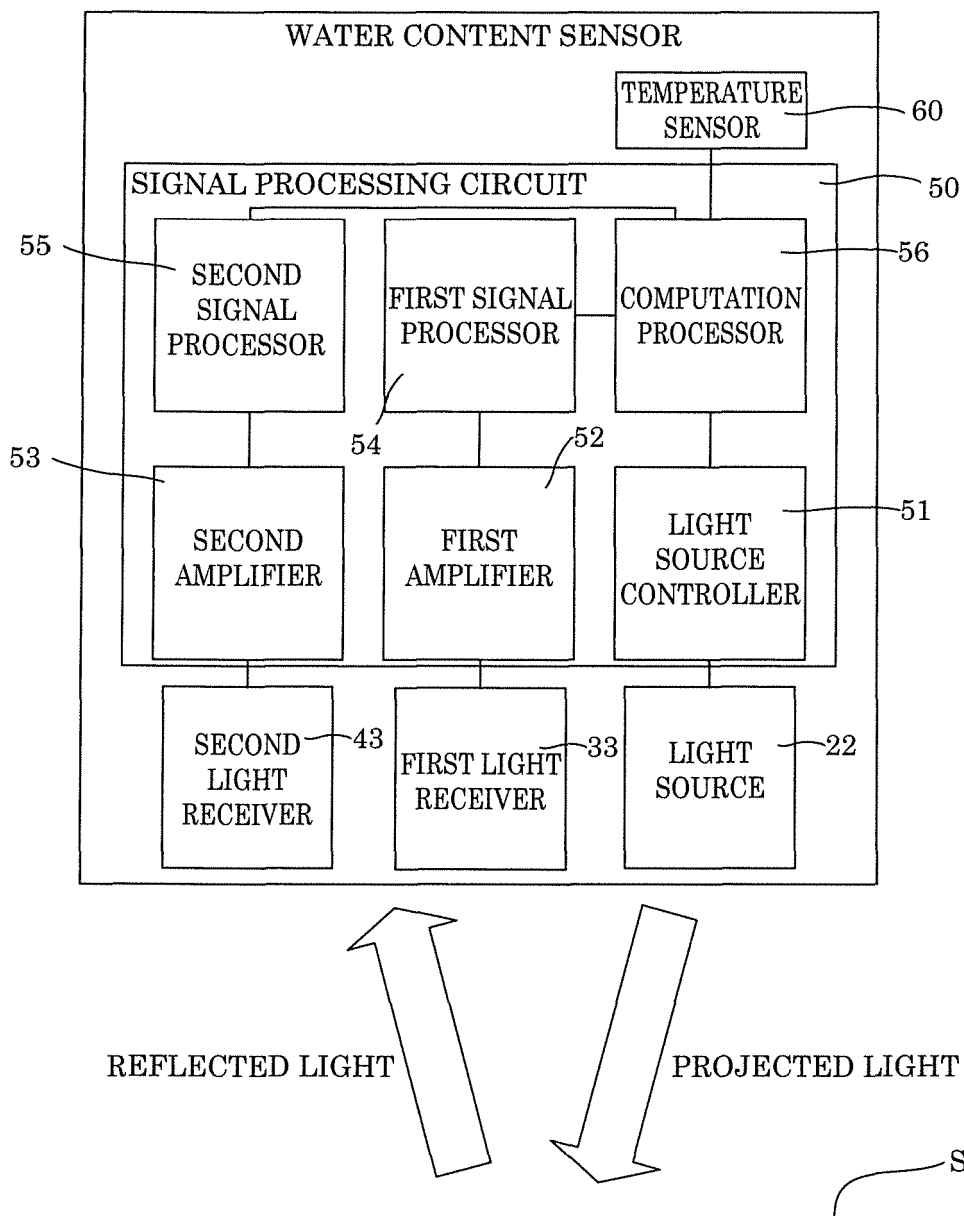 WATER CONTENT SENSOR
TEMPERATURE
SENSOR
60
SIGNAL PROCESSING CIRCUIT
50
55
SECOND
SIGNAL
PROCESSOR
FIRST SIGNAL
PROCESSOR
54
56
COMPUTATION
PROCESSOR
53
SECOND
AMPLIFIER
52
FIRST
AMPLIFIER
51
LIGHT
SOURCE
CONTROLLER
SECOND
LIGHT
RECEIVER
43
FIRST LIGHT
RECEIVER
33
LIGHT
SOURCE
22
REFLECTED LIGHT
PROJECTED LIGHT
S